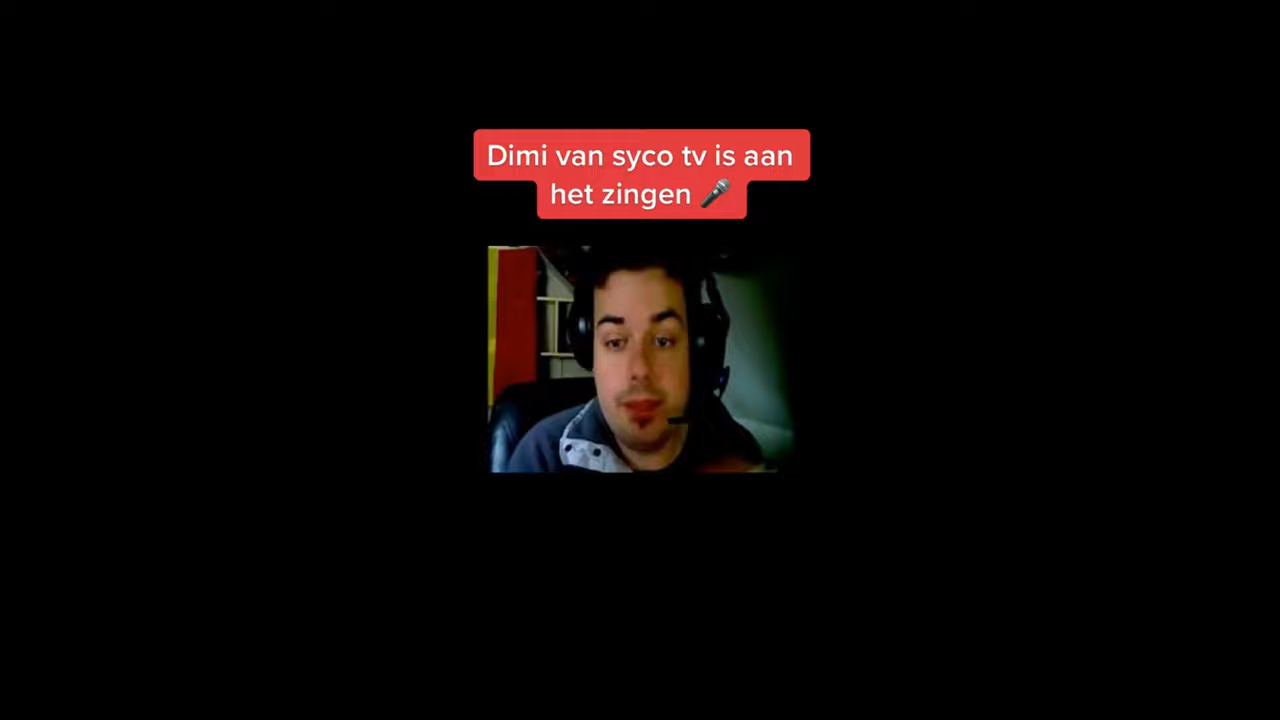 Dimi van syco tv is aan
het zingen 🎤